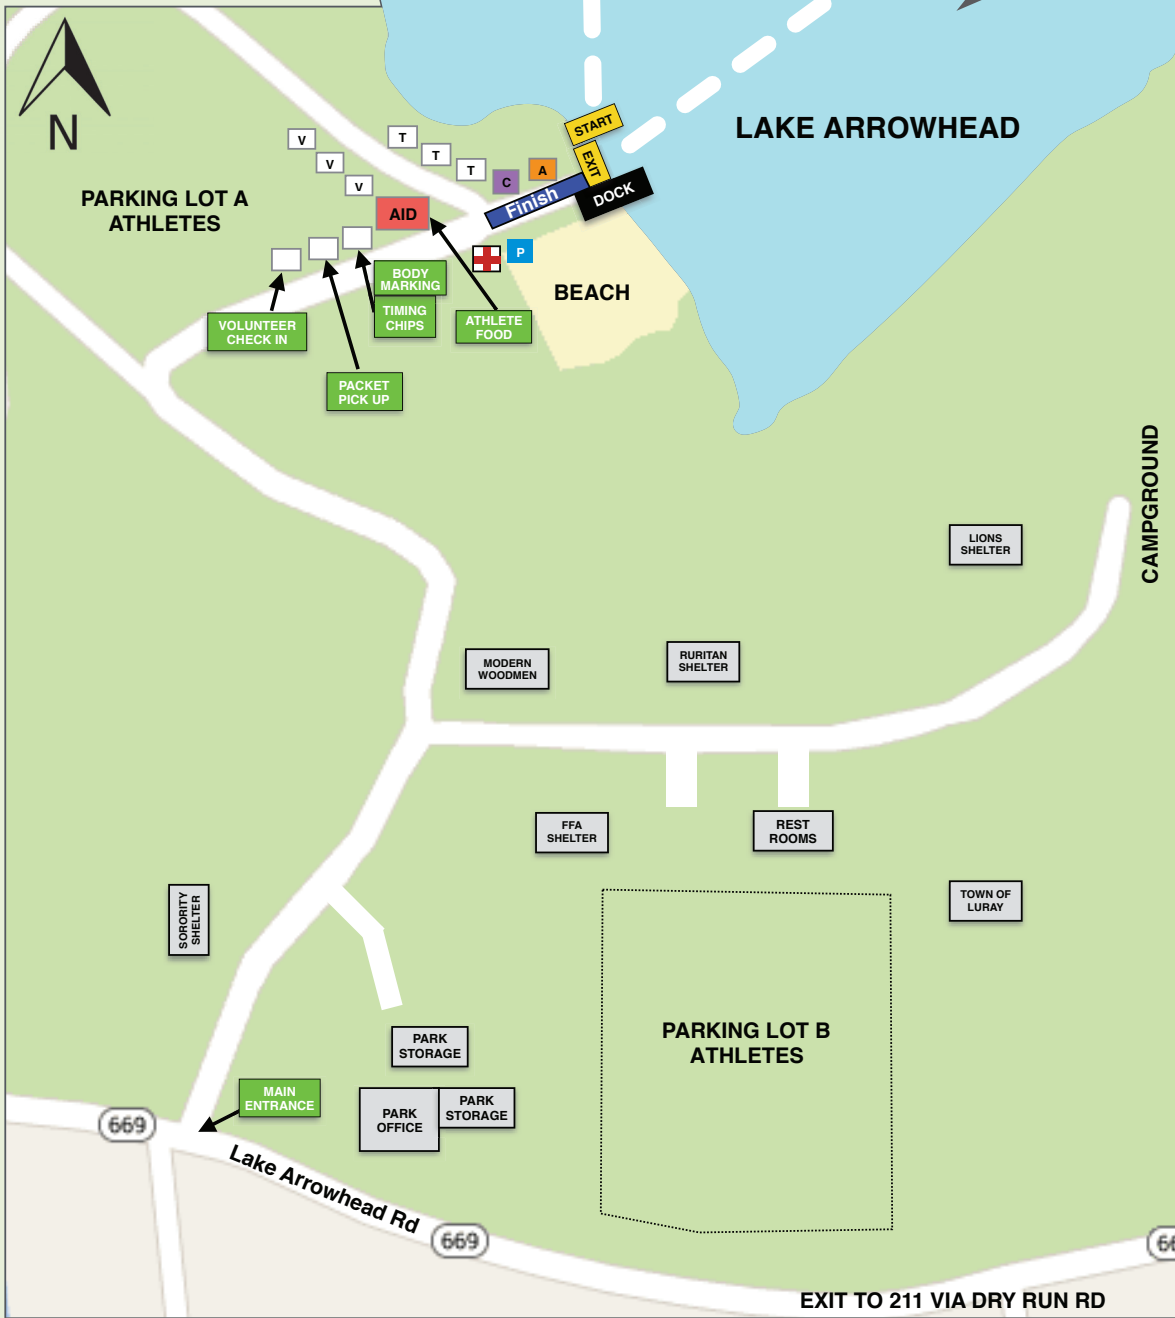 N
LAKE ARROWHEAD
START
EXIT
DOCK
Finish
V
V
V
T
T
T
C
A
AID
P
PARKING LOT A
ATHLETES
BEACH
BODY
MARKING
TIMING
CHIPS
ATHLETE
FOOD
VOLUNTEER
CHECK IN
PACKET
PICK UP
CAMPGROUND
LIONS
SHELTER
MODERN
WOODMEN
RURITAN
SHELTER
FFA
SHELTER
REST
ROOMS
TOWN OF
LURAY
SORORITY
SHELTER
PARKING LOT B
ATHLETES
PARK
STORAGE
PARK
OFFICE
PARK
STORAGE
MAIN
ENTRANCE
669
Lake Arrowhead Rd
669
66
EXIT TO 211 VIA DRY RUN RD